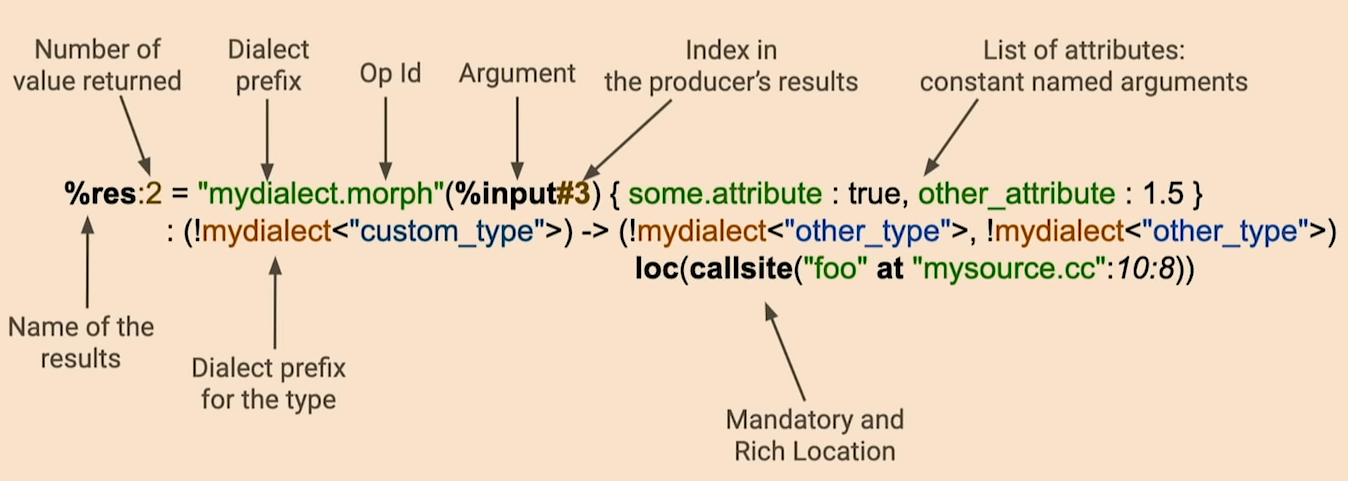 Number of
value returned
Dialect
prefix
Op Id
Argument
Index in
the producer's results
List of attributes:
constant named arguments
%res:2 = "mydialect.morph"(%input#3) { some.attribute : true, other_attribute : 1.5 }
: (!mydialect<"custom_type">) -> (!mydialect<"other_type">, !mydialect<"other_type">)
loc(callsite("foo" at "mysource.cc":10:8))
Name of the
results
Dialect prefix
for the type
Mandatory and
Rich Location